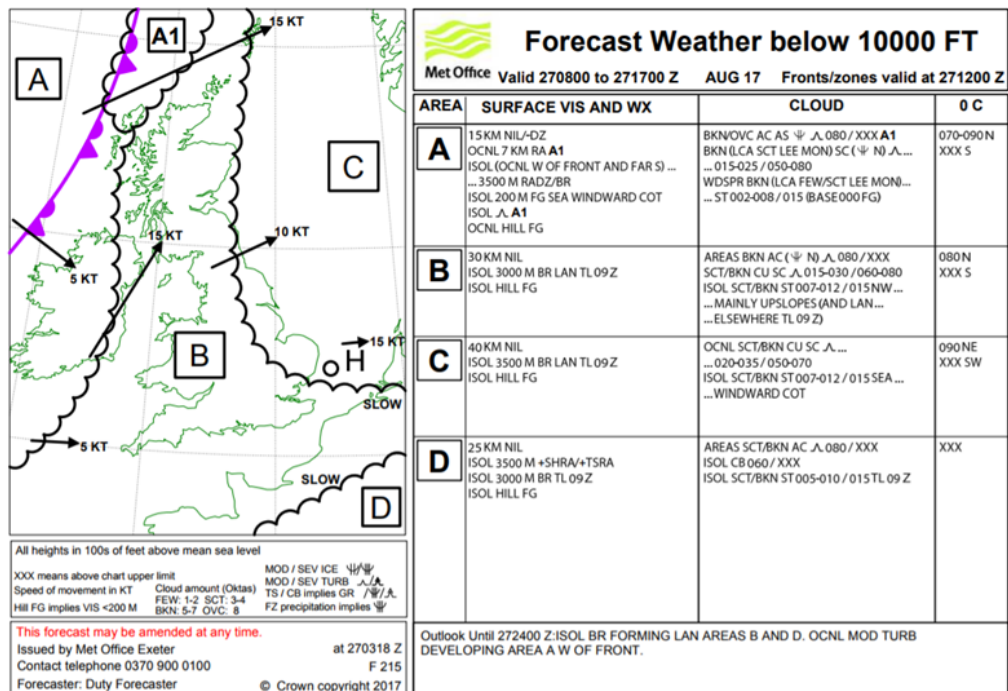 A
A1
15 KT
C
15 KT
10 KT
5 KT
B
15 KT
H
SLOW
5 KT
SLOW
D
All heights in 100s of feet above mean sea level
XXX means above chart upper limit
Speed of movement in KT
Hill FG implies VIS <200 M
Cloud amount (Oktas)
FEW: 1-2 SCT: 3-4
BKN: 5-7 OVC: 8
MOD / SEV ICE
MOD / SEV TURB
TS / CB implies GR
FZ precipitation implies
This forecast may be amended at any time.
Issued by Met Office Exeter at 270318 Z
Contact telephone 0370 900 0100 F 215
Forecaster: Duty Forecaster © Crown copyright 2017
Met Office
Forecast Weather below 10000 FT
Valid 270800 to 271700 Z AUG 17 Fronts/zones valid at 271200 Z
AREA SURFACE VIS AND WX CLOUD 0 C
A
15 KM NIL/-DZ
OCNL 7 KM RA A1
ISOL (OCNL W OF FRONT AND FAR S) ...
... 3500 M RADZ/BR
ISOL 200 M FG SEA WINDWARD COT
ISOL A1
OCNL HILL FG
BKN/OVC AC AS 080 / XXX A1
BKN (LCA SCT LEE MON) SC ( N) ...
... 015-025 / 050-080
WDSPR BKN (LCA FEW/SCT LEE MON)...
... ST 002-008 / 015 (BASE 000 FG)
070-090 N
XXX S
B
30 KM NIL
ISOL 3000 M BR LAN TL 09 Z
ISOL HILL FG
AREAS BKN AC ( N) 080 / XXX
SCT/BKN CU SC 015-030 / 060-080
ISOL SCT/BKN ST 007-012 / 015 NW ...
... MAINLY UPSLOPES (AND LAN ...
... ELSEWHERE TL 09 Z)
080 N
XXX S
C
40 KM NIL
ISOL 3500 M BR LAN TL 09 Z
ISOL HILL FG
OCNL SCT/BKN CU SC ...
... 020-035 / 050-070
ISOL SCT/BKN ST 007-012 / 015 SEA ...
... WINDWARD COT
090 NE
XXX SW
D
25 KM NIL
ISOL 3500 M +SHRA/+TSRA
ISOL 3000 M BR TL 09 Z
ISOL HILL FG
AREAS SCT/BKN AC 080 / XXX
ISOL CB 060 / XXX
ISOL SCT/BKN ST 005-010 / 015 TL 09 Z
XXX
Outlook Until 272400 Z:ISOL BR FORMING LAN AREAS B AND D. OCNL MOD TURB
DEVELOPING AREA A W OF FRONT.